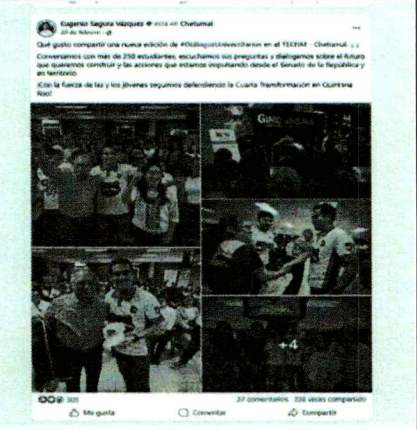 Eugenio Segura Vázquez está en Chetumal.
20 de febrero
Qué gusto compartir una nueva edición de #DiálogosUniversitarios en el TECNM - Chetumal.
Conversamos con más de 250 estudiantes, escuchamos sus preguntas y dialogamos sobre el futuro
que queremos construir y las acciones que estamos impulsando desde el Senado de la República y
en territorio.
¡Con la fuerza de las y los jóvenes seguimos defendiendo la Cuarta Transformación en Quintana
Roo!
+4
305
37 comentarios
Me gusta
Comentar
Compartir